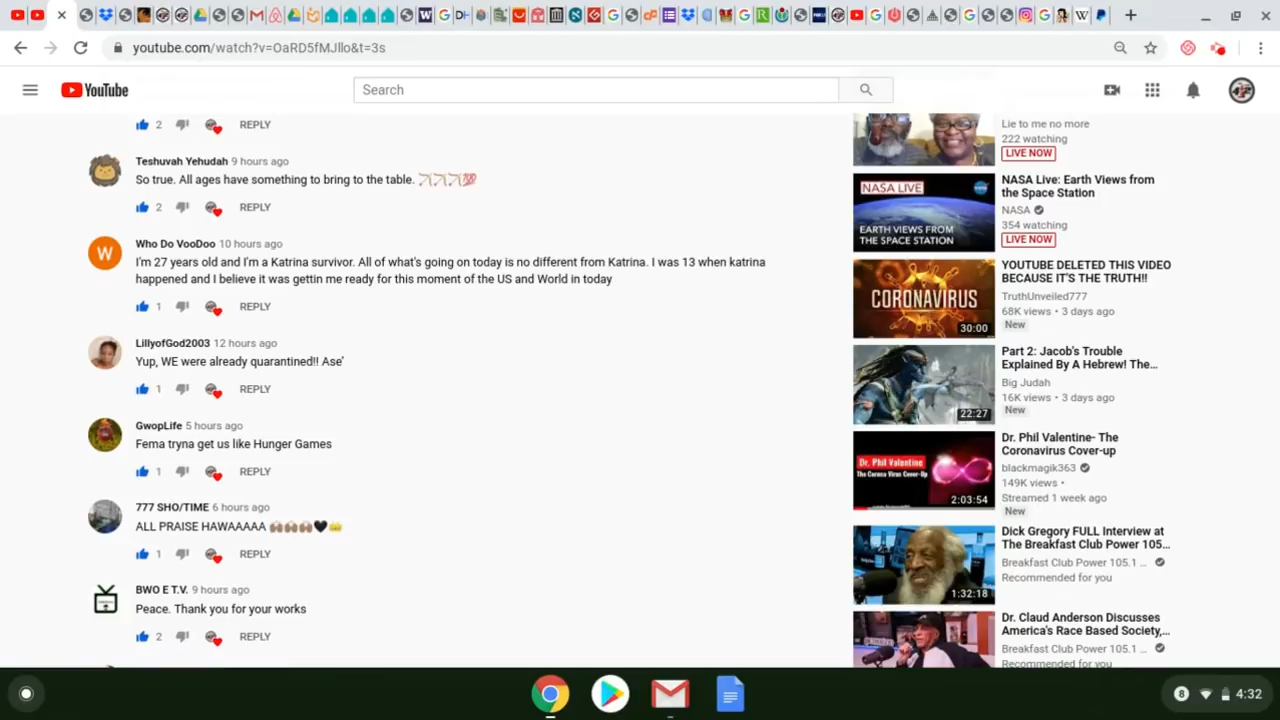 youtube.com/watch?v=OaRD5fMJllo&t=3s
YouTube
Search
2
REPLY
Teshuvah Yehudah 9 hours ago
So true. All ages have something to bring to the table.
2
REPLY
W
Who Do VooDoo 10 hours ago
I'm 27 years old and I'm a Katrina survivor. All of what's going on today is no different from Katrina. I was 13 when katrina
happened and I believe it was gettin me ready for this moment of the US and World in today
1
REPLY
LillyofGod2003 12 hours ago
Yup, WE were already quarantined!! Ase'
1
REPLY
GwopLife 5 hours ago
Fema tryna get us like Hunger Games
1
REPLY
777 SHO/TIME 6 hours ago
ALL PRAISE HAWAAAAA
1
REPLY
BWO E T.V. 9 hours ago
Peace. Thank you for your works
2
REPLY
Lie to me no more
222 watching
LIVE NOW
NASA LIVE
EARTH VIEWS FROM
THE SPACE STATION
NASA Live: Earth Views from
the Space Station
NASA
354 watching
LIVE NOW
CORONAVIRUS
30:00
YOUTUBE DELETED THIS VIDEO
BECAUSE IT'S THE TRUTH!!
TruthUnveiled777
68K views • 3 days ago
New
22:27
Part 2: Jacob's Trouble
Explained By A Hebrew! The...
Big Judah
16K views • 3 days ago
New
Dr. Phil Valentine
The Corona Virus Cover-Up
2:03:54
Dr. Phil Valentine- The
Coronavirus Cover-up
blackmagik363
149K views •
Streamed 1 week ago
New
1:32:18
Dick Gregory FULL Interview at
The Breakfast Club Power 105...
Breakfast Club Power 105.1 ...
Recommended for you
Dr. Claud Anderson Discusses
America's Race Based Society,...
Breakfast Club Power 105.1 ...
Recommended for you
8
4:32